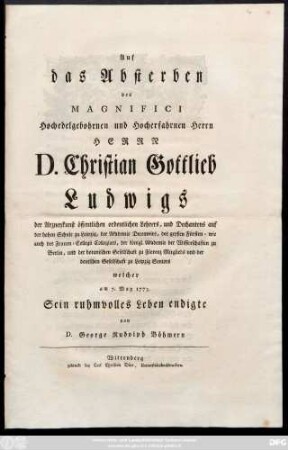 Auf
das Absterben
des
MAGNIFICI
Hochedelgebohrnen und Hocherfahrnen Herrn
HERRN
D. Christian Gottlieb
Ludwigs
der Arzneykunst öffentlichen ordentlichen Lehrers, und Dechantens auf
der hohen Schule zu Leipzig, der Akademie Decemvirs, des grossen Fürsten- wie
auch des Frauen-Collegii Collegiats, der königl. Akademie der Wissenschaften zu
Berlin, und der botanischen Gesellschaft zu Florenz Mitglieds und der
deutschen Gesellschaft zu Leipzig Seniors
welcher
am 7. May 1773.
Sein ruhmvolles Leben endigte
von
D. George Rudolph Böhmern
Wittenberg
gedruckt bey Carl Christian Dürr,